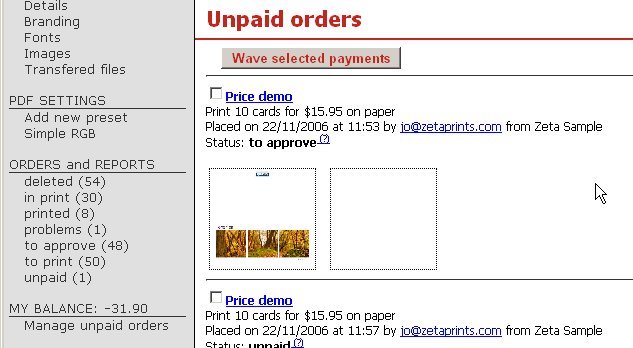 Details
Branding
Fonts
Images
Transfered files
PDF SETTINGS
Add new preset
Simple RGB
ORDERS and REPORTS
deleted (54)
in print (30)
printed (8)
problems (1)
to approve (48)
to print (50)
unpaid (1)
MY BALANCE: -31.90
Manage unpaid orders
Unpaid orders
Wave selected payments
Price demo
Print 10 cards for $15.95 on paper
Placed on 22/11/2006 at 11:53 by jo@zetaprints.com from Zeta Sample
Status: to approve (?)
Price demo
Print 10 cards for $15.95 on paper
Placed on 22/11/2006 at 11:57 by jo@zetaprints.com from Zeta Sample
Status: unpaid (?)